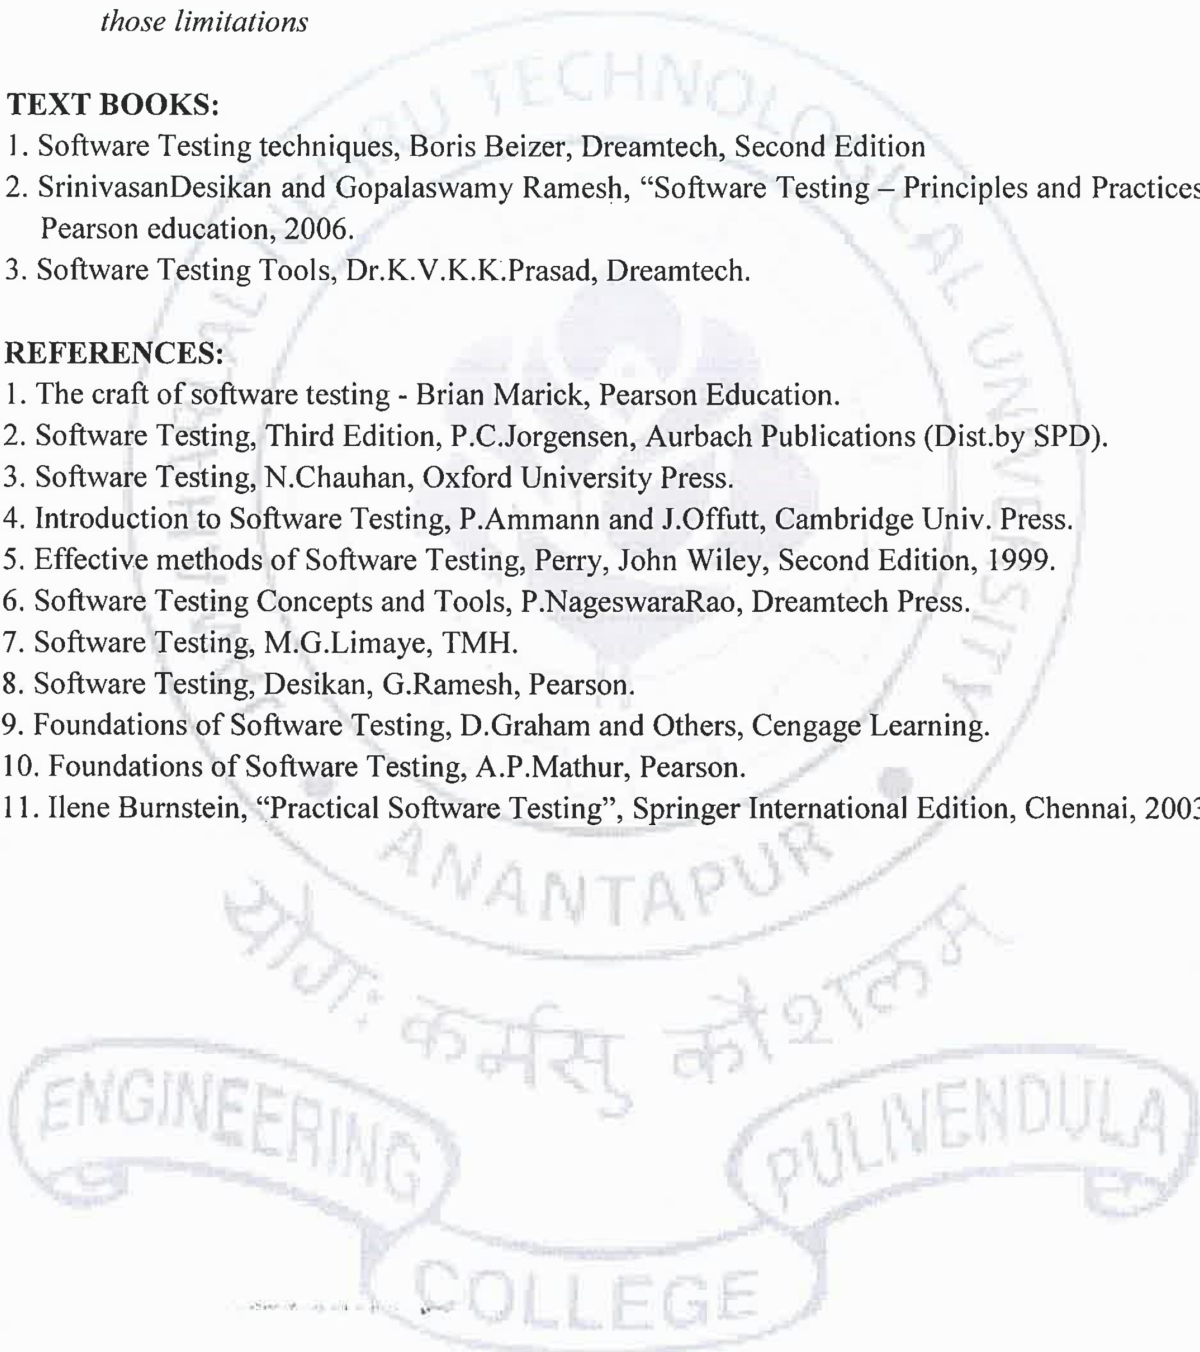 those limitations
TEXT BOOKS:
1. Software Testing techniques, Boris Beizer, Dreamtech, Second Edition
2. SrinivasanDesikan and Gopalaswamy Ramesh, “Software Testing – Principles and Practices
Pearson education, 2006.
3. Software Testing Tools, Dr.K.V.K.K.Prasad, Dreamtech.
REFERENCES:
1. The craft of software testing - Brian Marick, Pearson Education.
2. Software Testing, Third Edition, P.C.Jorgensen, Aurbach Publications (Dist.by SPD).
3. Software Testing, N.Chauhan, Oxford University Press.
4. Introduction to Software Testing, P.Ammann and J.Offutt, Cambridge Univ. Press.
5. Effective methods of Software Testing, Perry, John Wiley, Second Edition, 1999.
6. Software Testing Concepts and Tools, P.NageswaraRao, Dreamtech Press.
7. Software Testing, M.G.Limaye, TMH.
8. Software Testing, Desikan, G.Ramesh, Pearson.
9. Foundations of Software Testing, D.Graham and Others, Cengage Learning.
10. Foundations of Software Testing, A.P.Mathur, Pearson.
11. Ilene Burnstein, “Practical Software Testing”, Springer International Edition, Chennai, 2003
JAWAHARLAL NEHRU TECHNOLOGICAL UNIVERSITY
ANANTAPUR
योगः कर्मसु कौशलम
ENGINEERING
COLLEGE
PULIVENDULA